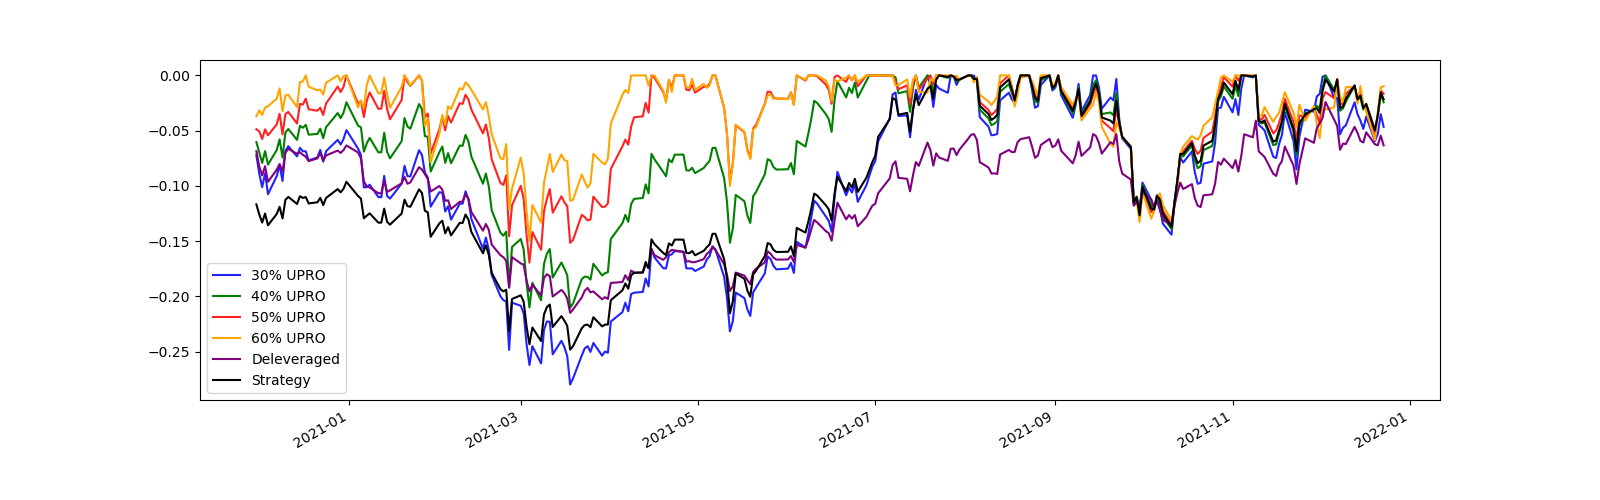 0.00
−0.05
−0.10
−0.15
−0.20
−0.25
30% UPRO
40% UPRO
50% UPRO
60% UPRO
Deleveraged
Strategy
2021-01
2021-03
2021-05
2021-07
2021-09
2021-11
2022-01